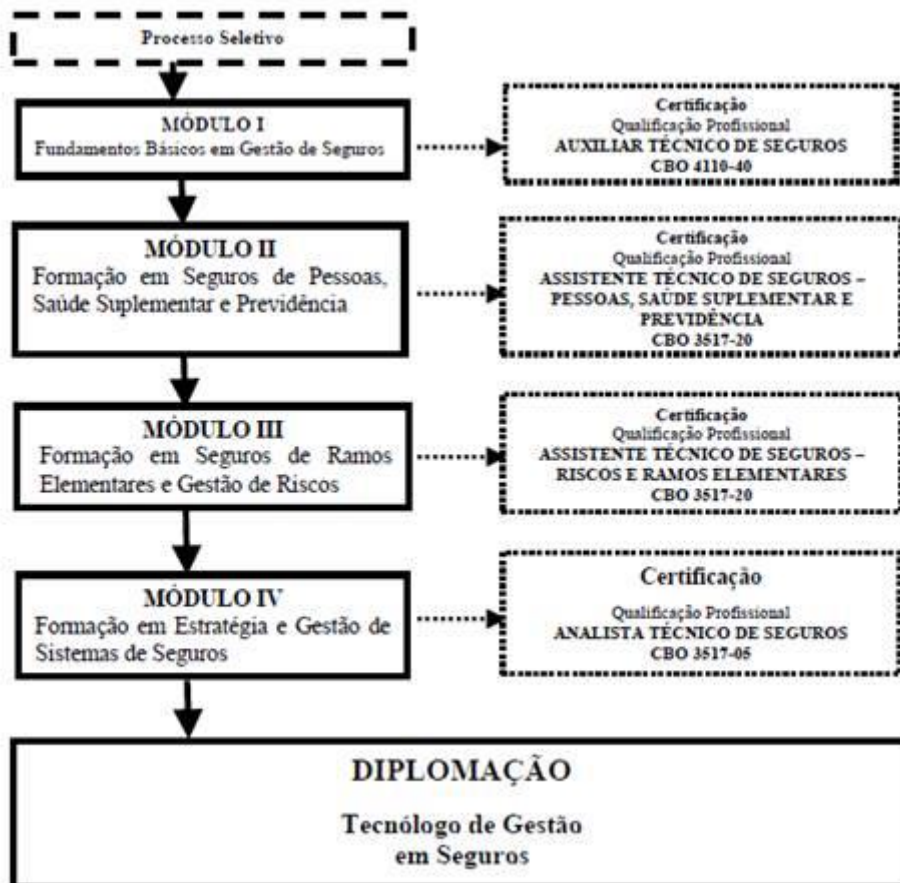 Processo Seletivo
MÓDULO I
Fundamentos Básicos em Gestão de Seguros
Certificação
Qualificação Profissional
AUXILIAR TÉCNICO DE SEGUROS
CBO 4110-40
MÓDULO II
Formação em Seguros de Pessoas,
Saúde Suplementar e Previdência
Certificação
Qualificação Profissional
ASSISTENTE TÉCNICO DE SEGUROS –
PESSOAS, SAÚDE SUPLEMENTAR E
PREVIDÊNCIA
CBO 3517-20
MÓDULO III
Formação em Seguros de Ramos
Elementares e Gestão de Riscos
Certificação
Qualificação Profissional
ASSISTENTE TÉCNICO DE SEGUROS –
RISCOS E RAMOS ELEMENTARES
CBO 3517-20
MÓDULO IV
Formação em Estratégia e Gestão de
Sistemas de Seguros
Certificação
Qualificação Profissional
ANALISTA TÉCNICO DE SEGUROS
CBO 3517-05
DIPLOMAÇÃO
Tecnólogo de Gestão
em Seguros